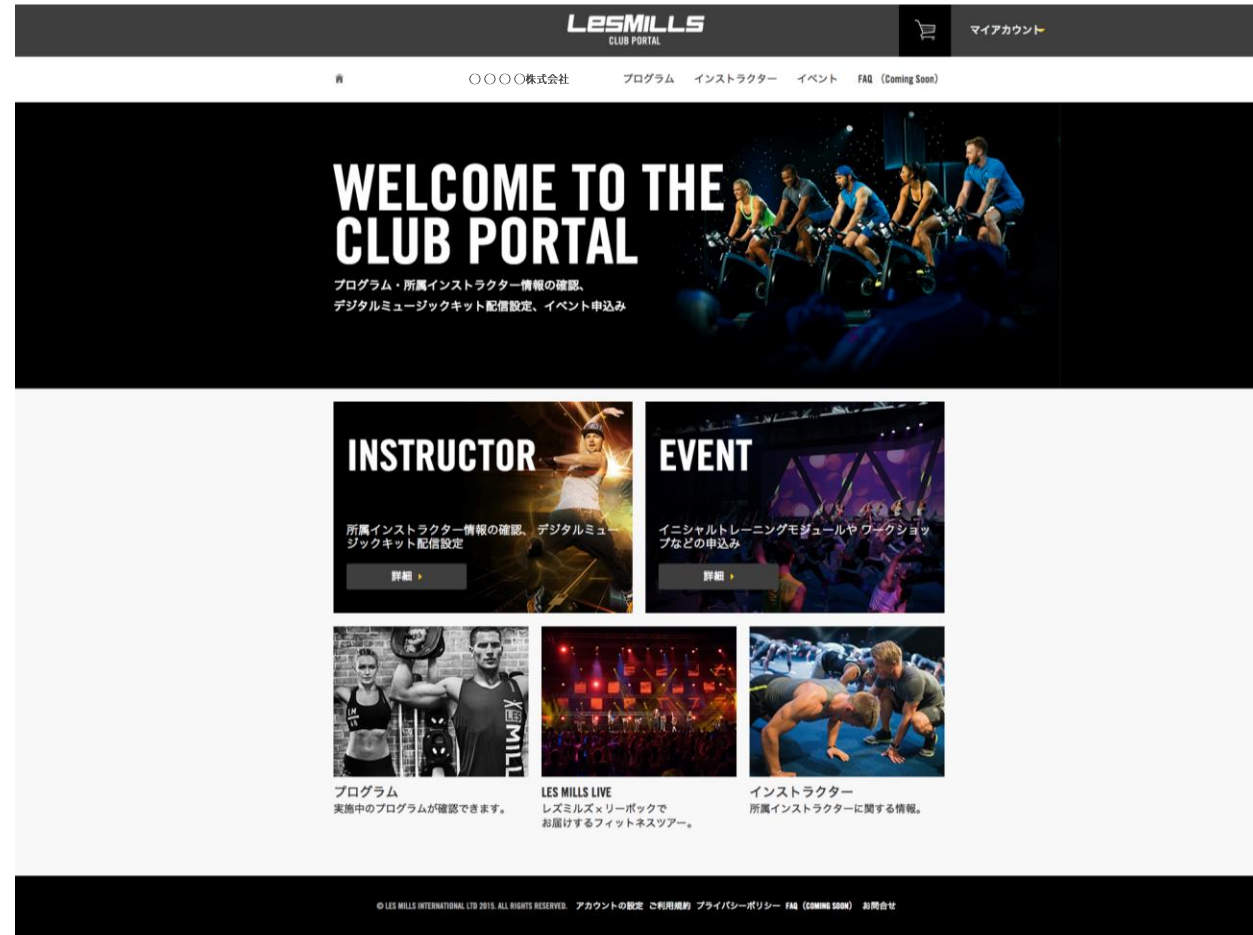 LESMILLS
CLUB PORTAL
マイアカウント
〇〇〇〇株式会社 プログラム インストラクター イベント FAQ (Coming Soon)
WELCOME TO THE
CLUB PORTAL
プログラム・所属インストラクター情報の確認、
デジタルミュージックキット配信設定、イベント申込み
INSTRUCTOR
所属インストラクター情報の確認、 デジタルミュー
ジックキット配信設定
詳細
EVENT
イニシャルトレーニングモジュールや ワークショッ
プなどの申込み
詳細
LM
LES
MILL
プログラム
実施中のプログラムが確認できます。
LES MILLS LIVE
レズミルズ×リーボックで
お届けするフィットネスツアー。
インストラクター
所属インストラクターに関する情報。
© LES MILLS INTERNATIONAL LTD 2015. ALL RIGHTS RESERVED. アカウントの設定 ご利用規約 プライバシーポリシー FAQ (COMING SOON) お問合せ